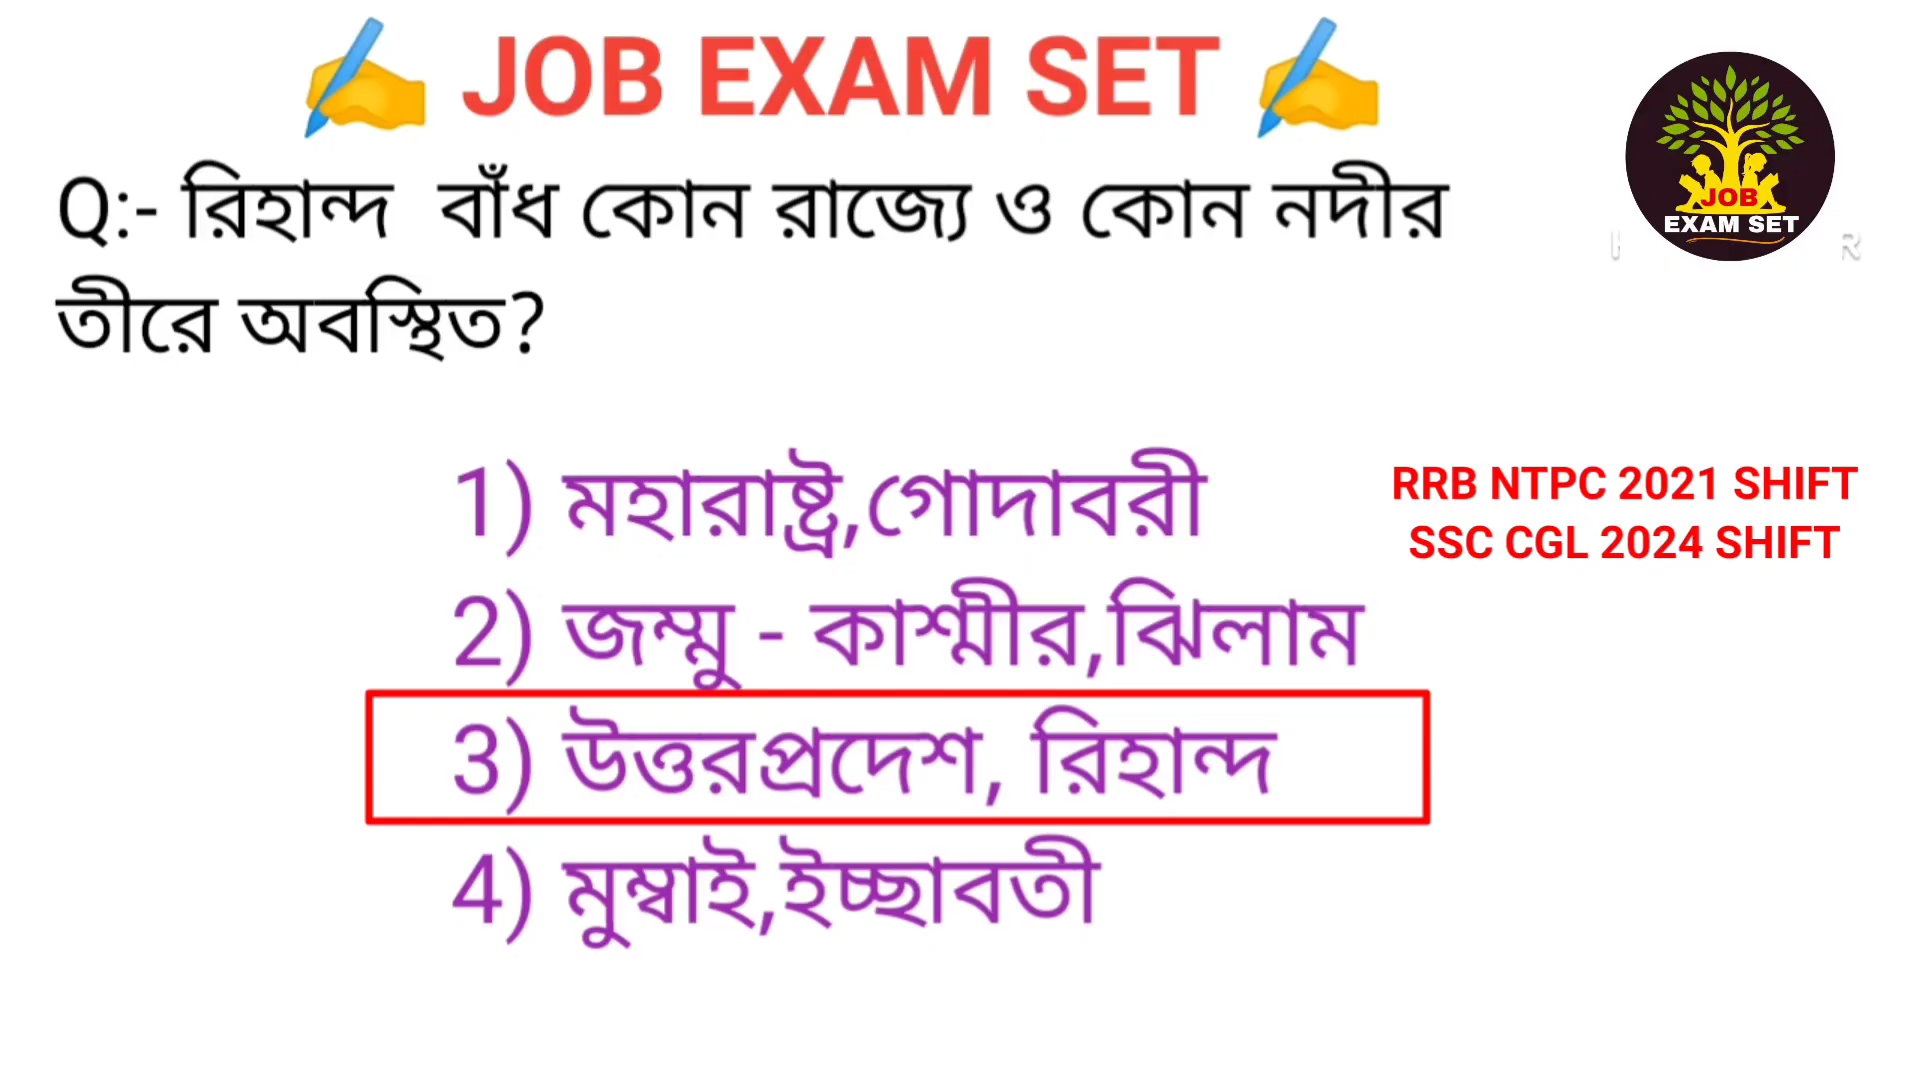 JOB EXAM SET
Q:- রিহান্দ বাঁধ কোন রাজ্যে ও কোন নদীর
তীরে অবস্থিত?
1) মহারাষ্ট্র,গোদাবরী
2) জম্মু - কাশ্মীর,ঝিলাম
3) উত্তরপ্রদেশ, রিহান্দ
4) মুম্বাই,ইচ্ছাবতী
RRB NTPC 2021 SHIFT
SSC CGL 2024 SHIFT
JOB
EXAM SET